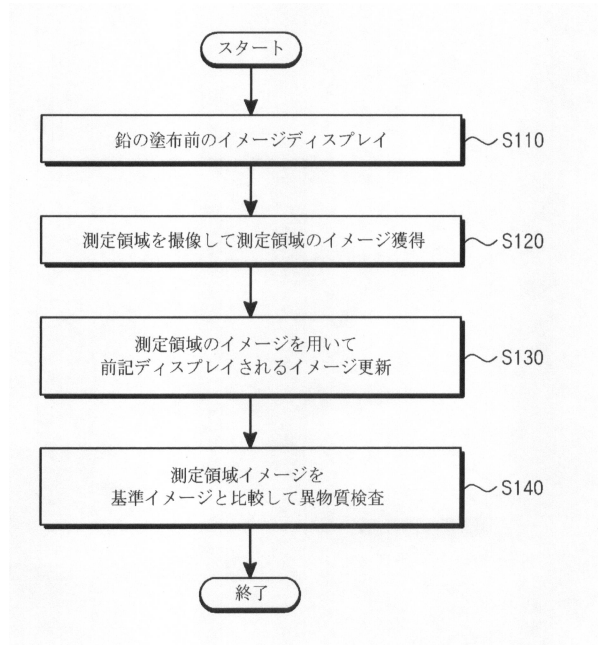 スタート
鉛の塗布前のイメージディスプレイ
S110
測定領域を撮像して測定領域のイメージ獲得
S120
測定領域のイメージを用いて
前記ディスプレイされるイメージ更新
S130
測定領域イメージを
基準イメージと比較して異物質検査
S140
終了